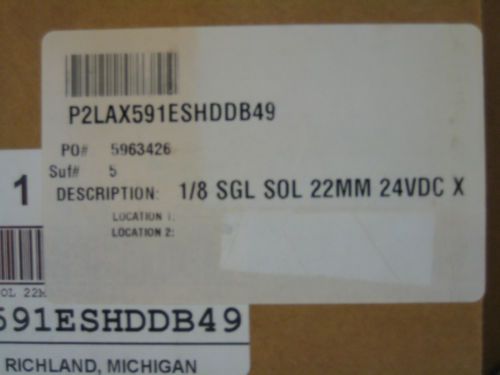 P2LAX591ESHDDB49
PO# 5963426
Suf# 5
DESCRIPTION: 1/8 SGL SOL 22MM 24VDC X
LOCATION 1:
LOCATION 2:
1
OL 22M
591ESHDDB49
RICHLAND, MICHIGAN